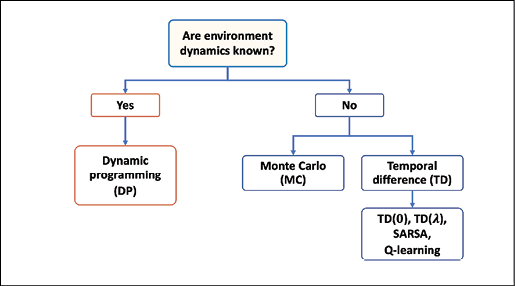 Are environment
dynamics known?
Yes
No
Dynamic
programming
(DP)
Monte Carlo
(MC)
Temporal
difference (TD)
TD(0), TD(λ),
SARSA,
Q-learning